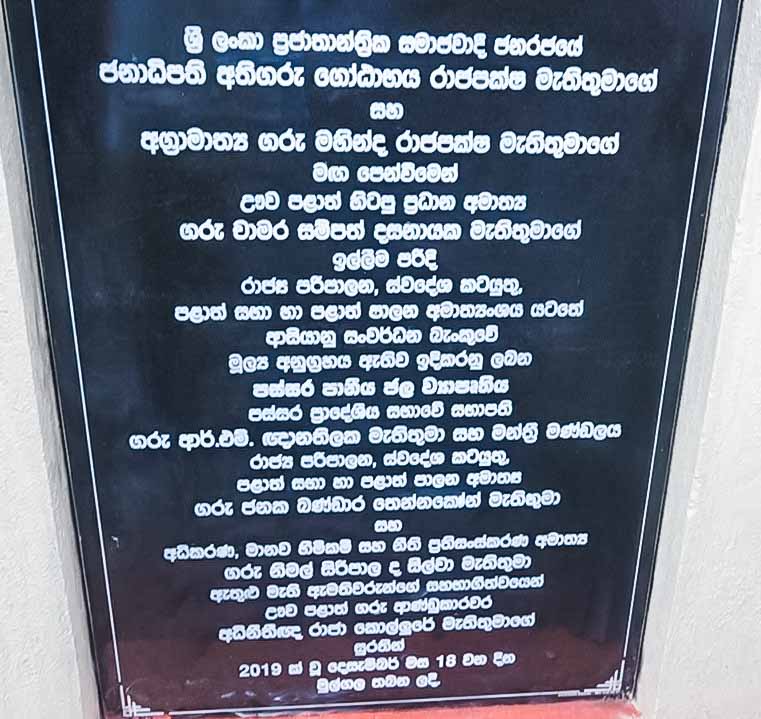 ශ්‍රී ලංකා ප්‍රජාතාන්ත්‍රික සමාජවාදී ජනරජයේ
ජනාධිපති අතිගරු ගෝඨාභය රාජපක්ෂ මැතිතුමාගේ
සහ
අග්‍රාමාත්‍ය ගරු මහින්ද රාජපක්ෂ මැතිතුමාගේ
මඟ පෙන්වීමෙන්
ඌව පළාත් හිටපු ප්‍රධාන අමාත්‍ය
ගරු චාමර සම්පත් දසනායක මැතිතුමාගේ
ඉල්ලීම පරිදි
රාජ්‍ය පරිපාලන, ස්වදේශ කටයුතු,
පළාත් සභා හා පළාත් පාලන අමාත්‍යංශය යටතේ
ආසියානු සංවර්ධන බැංකුවේ
මූල්‍ය අනුග්‍රහය ඇතිව ඉදිකරනු ලබන
පස්සර පානීය ජල ව්‍යාපෘතිය
පස්සර ප්‍රාදේශීය සභාවේ සභාපති
ගරු ආර්.එම්. ඥානතිලක මැතිතුමා සහ මන්ත්‍රී මණ්ඩලය
රාජ්‍ය පරිපාලන, ස්වදේශ කටයුතු,
පළාත් සභා හා පළාත් පාලන අමාත්‍ය
ගරු ජනක බණ්ඩාර තෙන්නකෝන් මැතිතුමා
සහ
අධිකරණ, මානව හිමිකම් සහ නීති ප්‍රතිසංස්කරණ අමාත්‍ය
ගරු නිමල් සිරිපාල ද සිල්වා මැතිතුමා
ඇතුළු මැති ඇමතිවරුන්ගේ සහභාගිත්වයෙන්
ඌව පළාත් ගරු ආණ්ඩුකාරවර
අධිනීතීඥ රාජා කොල්ලුරේ මැතිතුමාගේ
සුරතින්
2019 ක් වූ දෙසැම්බර් මස 18 වන දින
මුල්ගල තබන ලදී.